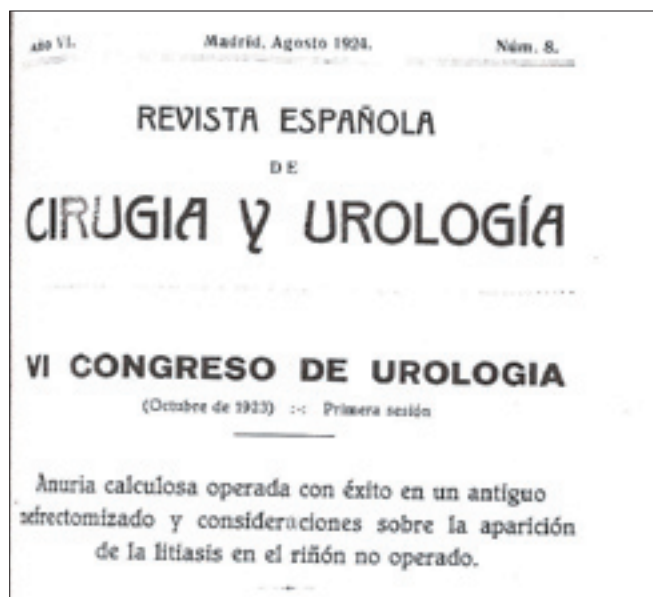 AÑO VI. Madrid, Agosto 1924. Núm. 8.
REVISTA ESPAÑOLA
DE
CIRUGIA Y UROLOGÍA
VI CONGRESO DE UROLOGIA
(Octubre de 1923) :-: Primera sesión
Anuria calculosa operada con éxito en un antiguo
nefrectomizado y consideraciones sobre la aparición
de la litiasis en el riñón no operado.